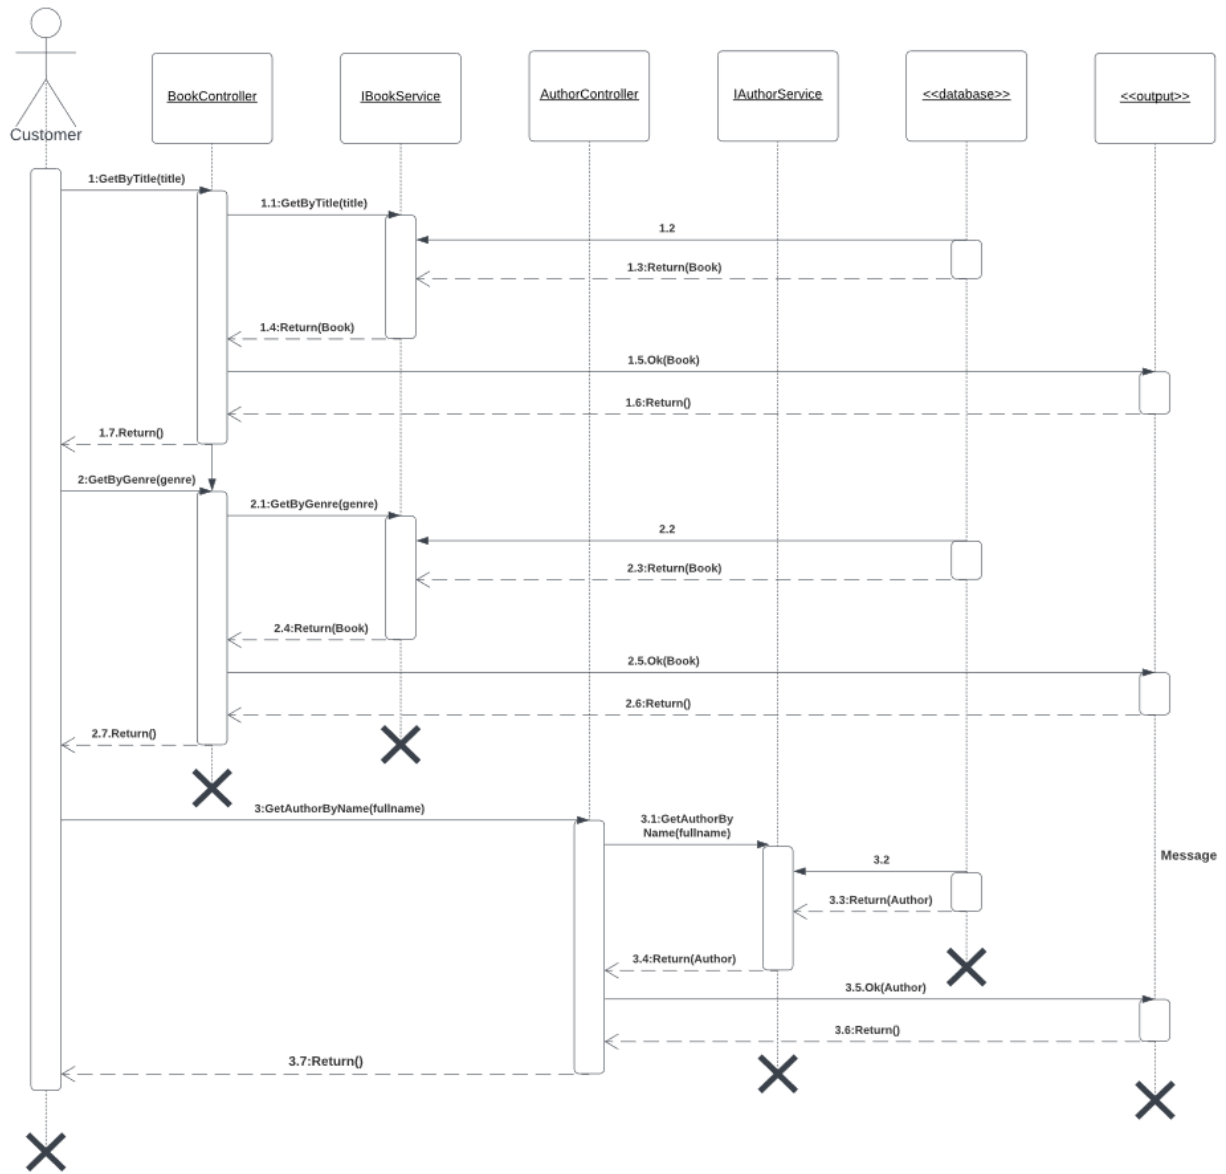 BookController
IBookService
AuthorController
IAuthorService
<<database>>
<<output>>
Customer
1:GetByTitle(title)
1.1:GetByTitle(title)
1.2
1.3:Return(Book)
1.4:Return(Book)
1.5.Ok(Book)
1.6:Return()
1.7.Return()
2:GetByGenre(genre)
2.1:GetByGenre(genre)
2.2
2.3:Return(Book)
2.4:Return(Book)
2.5.Ok(Book)
2.6:Return()
2.7.Return()
3:GetAuthorByName(fullname)
3.1:GetAuthorBy
Name(fullname)
Message
3.2
3.3:Return(Author)
3.4:Return(Author)
3.5.Ok(Author)
3.6:Return()
3.7:Return()